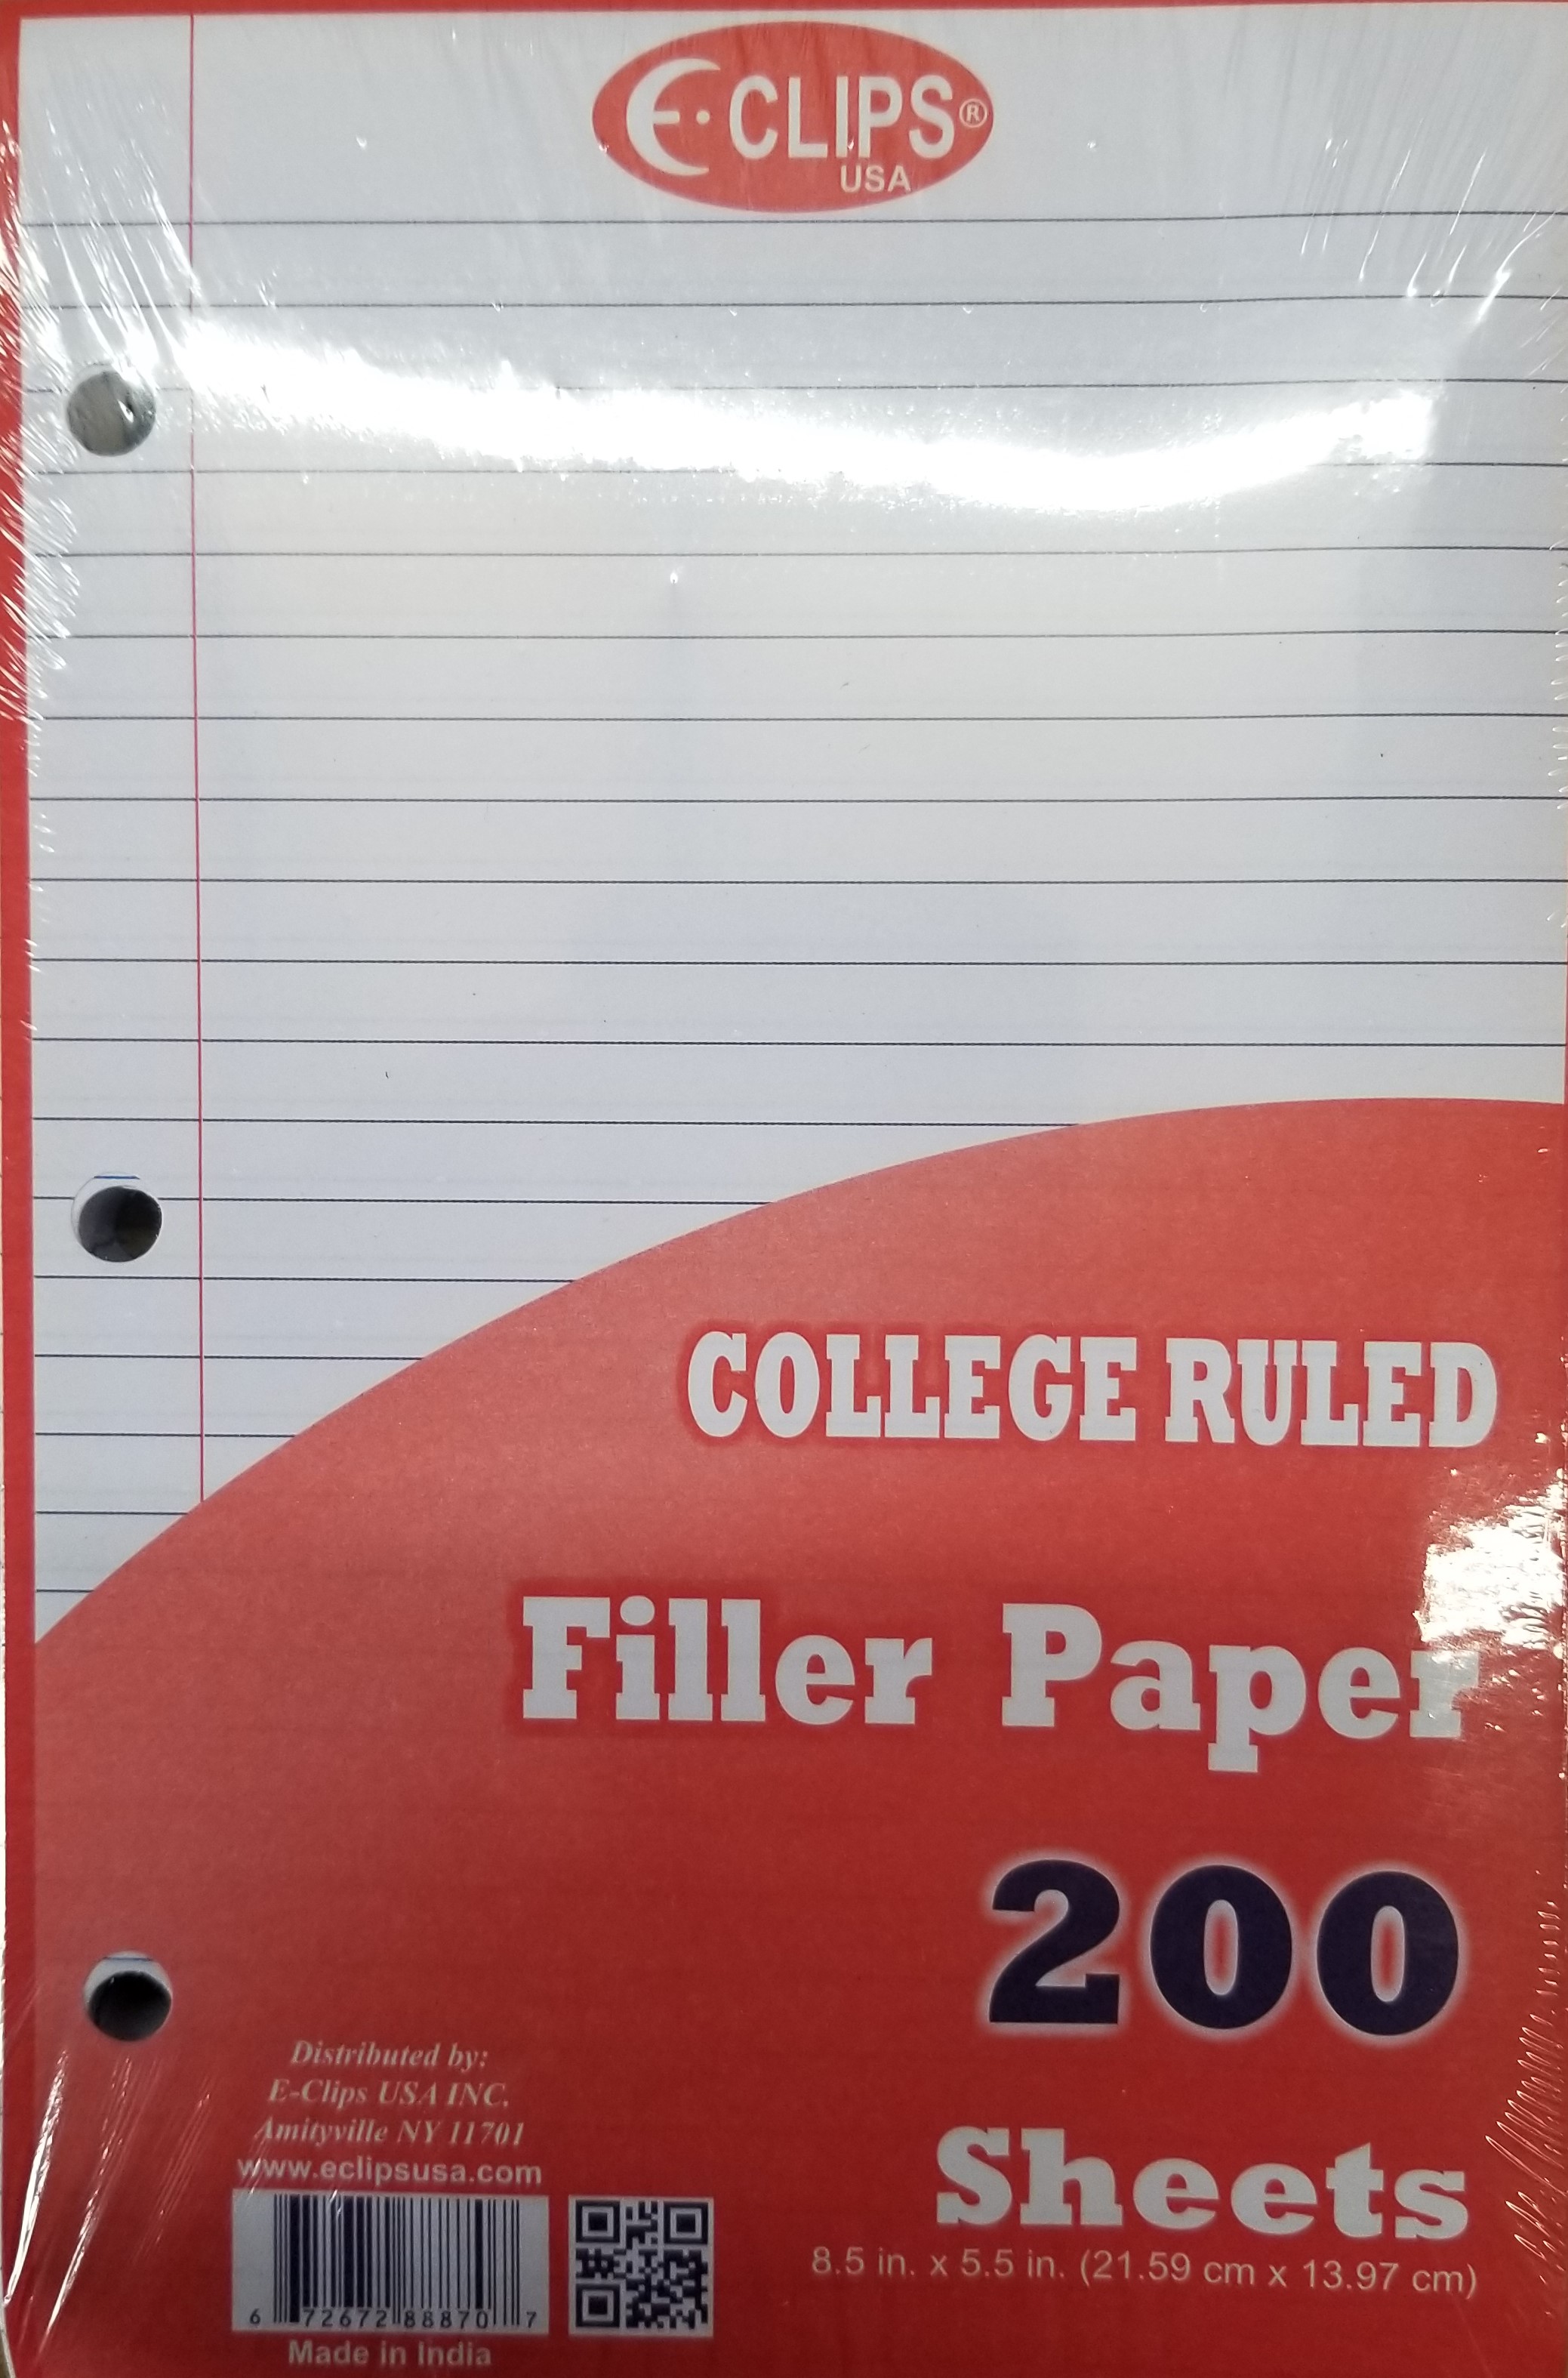 E·CLIPS®
USA
COLLEGE RULED
Filler Paper
200
Sheets
8.5 in. x 5.5 in. (21.59 cm x 13.97 cm)
Distributed by:
E-Clips USA INC.
Amityville NY 11701
www.eclipsusa.com
6 72672 88870 7
Made in India